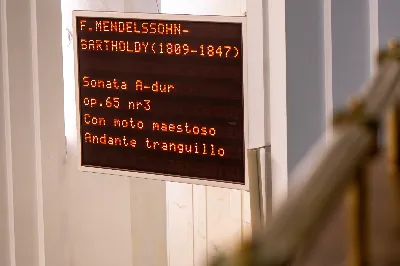 F.MENDELSSOHN-
BARTHOLDY(1809-1847)
Sonata A-dur
op.65 nr3
Con moto maestoso
Andante tranquillo